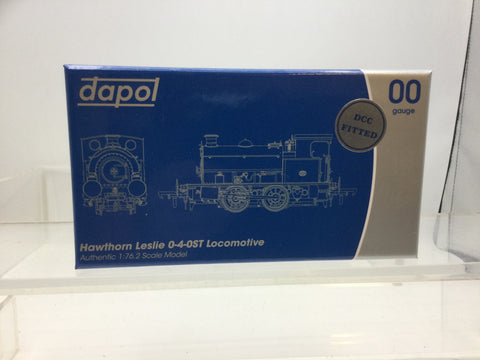 dapol
00
gauge
DCC
FITTED
Hawthorn Leslie 0-4-0ST Locomotive
Authentic 1:76.2 Scale Model